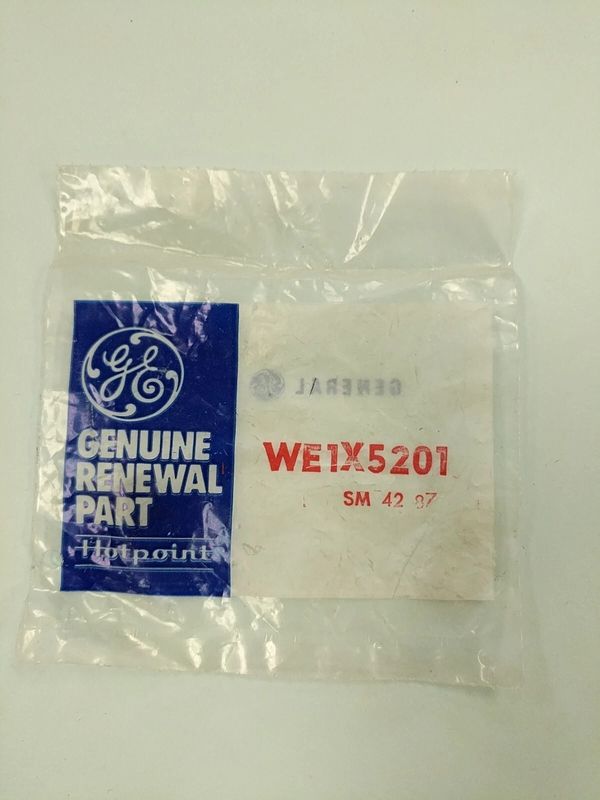 GE
GENUINE
RENEWAL
PART
Hotpoint
GENERAL
WE1X5201
SM 42 87